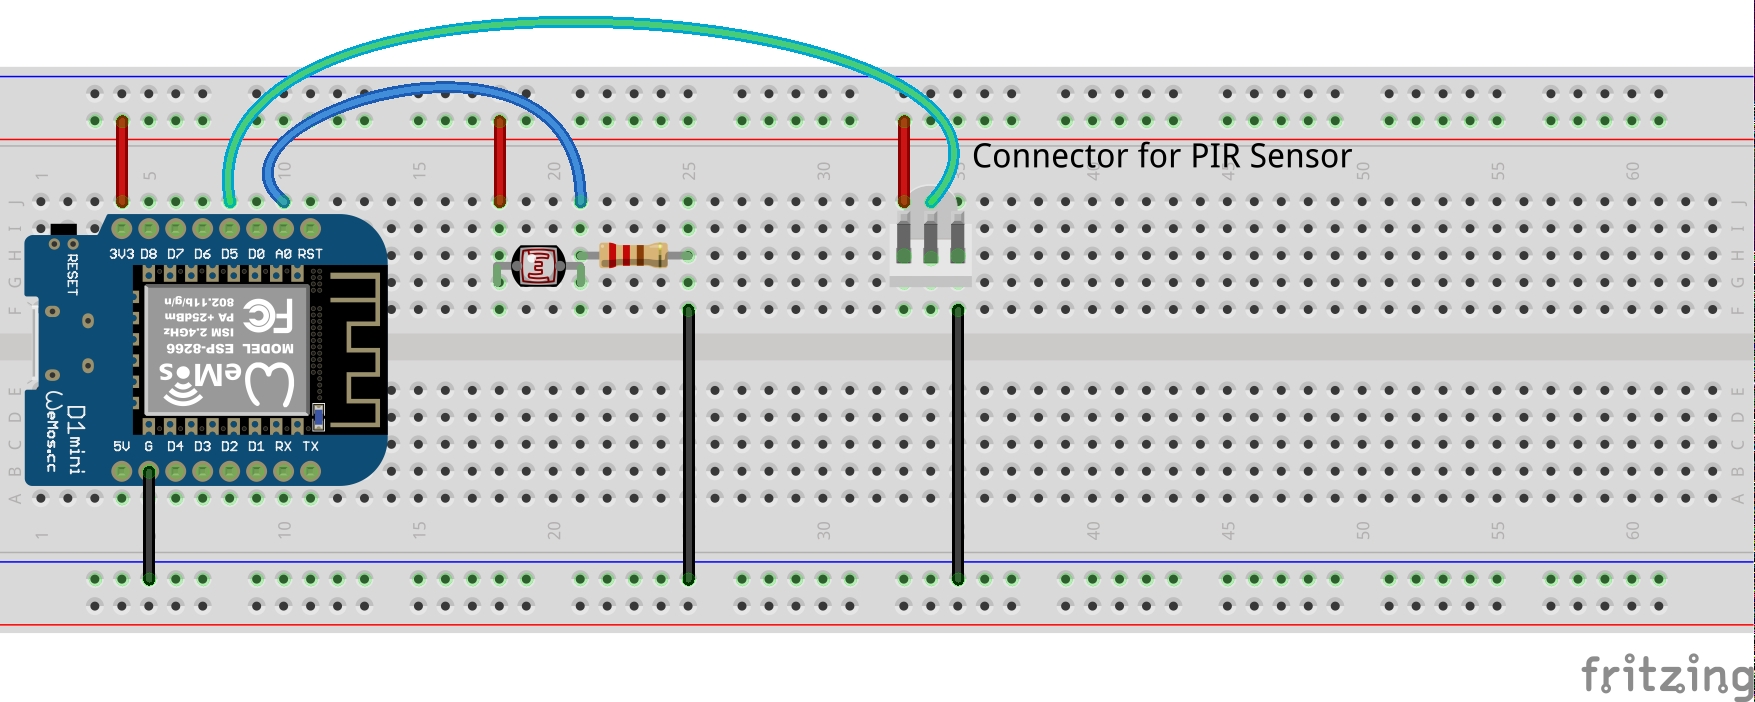 Connector for PIR Sensor
1 5 10 15 20 25 30 35 40 45 50 55 60
J J
I I
H H
G G
F F
3V3 D8 D7 D6 D5 D0 A0 RST
RESET
802.11b/g/n
PA +25dBm
ISM 2.4GHz
MODEL ESP-8266
FC
WeMos
D1 mini
WeMos.cc
E E
D D
C C
B B
A A
5V G D4 D3 D2 D1 RX TX
1 10 15 20 30 40 45 50 55 60
fritzing